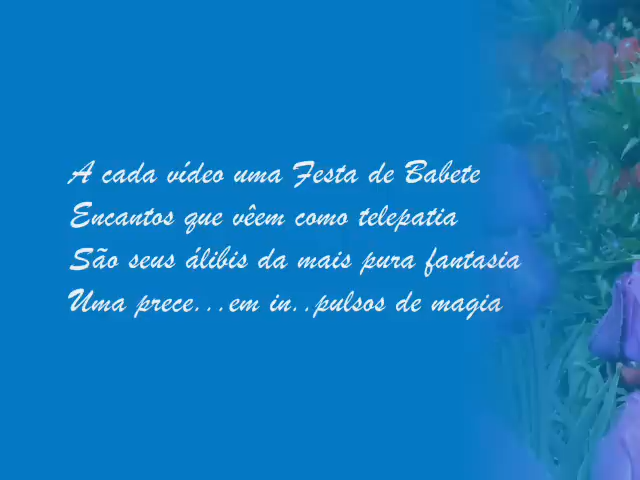 A cada vídeo uma Festa de Babete
Encantos que vêem como telepatia
São seus álibis da mais pura fantasia
Uma prece...em in..pulsos de magia